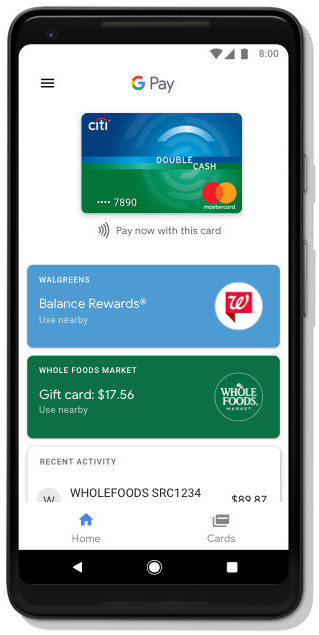 8:00
G Pay
citi
DOUBLE
CASH
•••• 7890
mastercard
Pay now with this card
WALGREENS
Balance Rewards®
Use nearby
W
WHOLE FOODS MARKET
Gift card: $17.56
Use nearby
WHOLE
FOODS
MARKET
RECENT ACTIVITY
W
WHOLEFOODS SRC1234
$89.87
Home
Cards